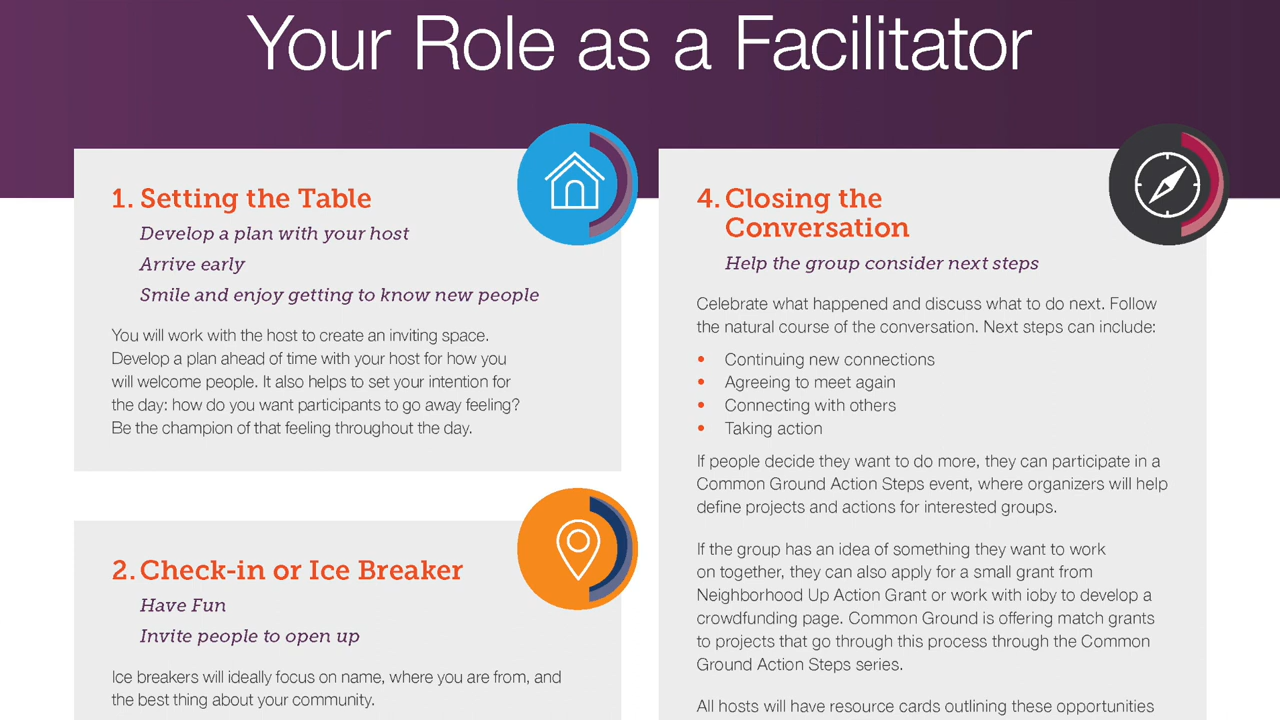 Your Role as a Facilitator
1. Setting the Table
Develop a plan with your host
Arrive early
Smile and enjoy getting to know new people
You will work with the host to create an inviting space.
Develop a plan ahead of time with your host for how you
will welcome people. It also helps to set your intention for
the day: how do you want participants to go away feeling?
Be the champion of that feeling throughout the day.
2. Check-in or Ice Breaker
Have Fun
Invite people to open up
Ice breakers will ideally focus on name, where you are from, and
the best thing about your community.
4. Closing the
Conversation
Help the group consider next steps
Celebrate what happened and discuss what to do next. Follow
the natural course of the conversation. Next steps can include:
• Continuing new connections
• Agreeing to meet again
• Connecting with others
• Taking action
If people decide they want to do more, they can participate in a
Common Ground Action Steps event, where organizers will help
define projects and actions for interested groups.
If the group has an idea of something they want to work
on together, they can also apply for a small grant from
Neighborhood Up Action Grant or work with ioby to develop a
crowdfunding page. Common Ground is offering match grants
to projects that go through this process through the Common
Ground Action Steps series.
All hosts will have resource cards outlining these opportunities